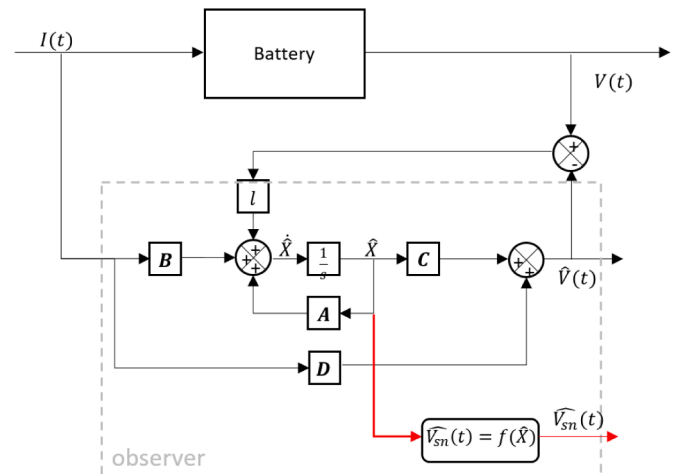 I(t)
Battery
V(t)
+
-
l
B
+
+
+
Ẋ̂
1/s
X̂
C
+
+
V̂(t)
A
D
V̂sn(t) = f(X̂)
V̂sn(t)
observer